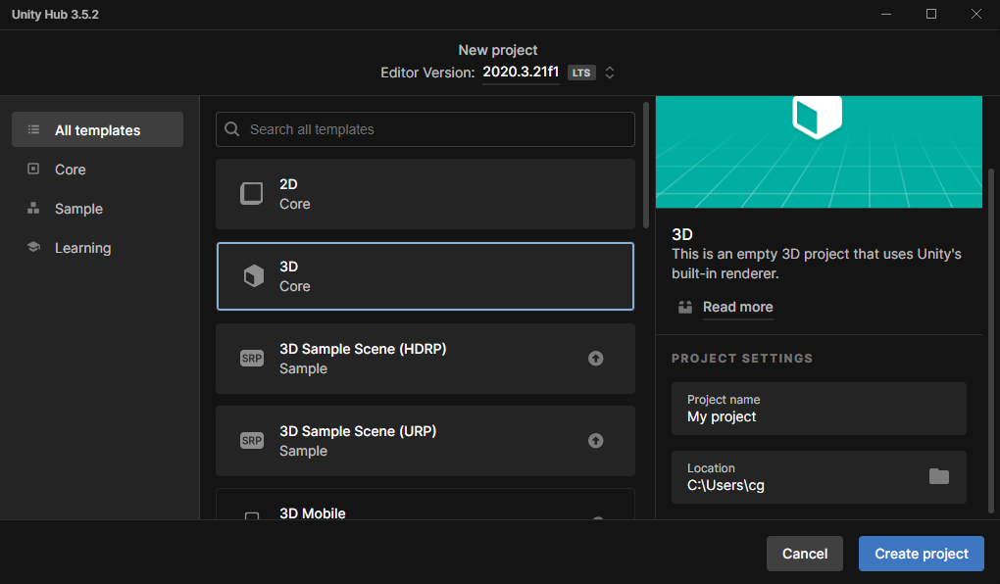 Unity Hub 3.5.2
New project
Editor Version: 2020.3.21f1 LTS
All templates
Core
Sample
Learning
Search all templates
2D
Core
3D
Core
SRP
3D Sample Scene (HDRP)
Sample
SRP
3D Sample Scene (URP)
Sample
3D Mobile
3D
This is an empty 3D project that uses Unity's
built-in renderer.
Read more
PROJECT SETTINGS
Project name
My project
Location
C:\Users\cg
Cancel
Create project